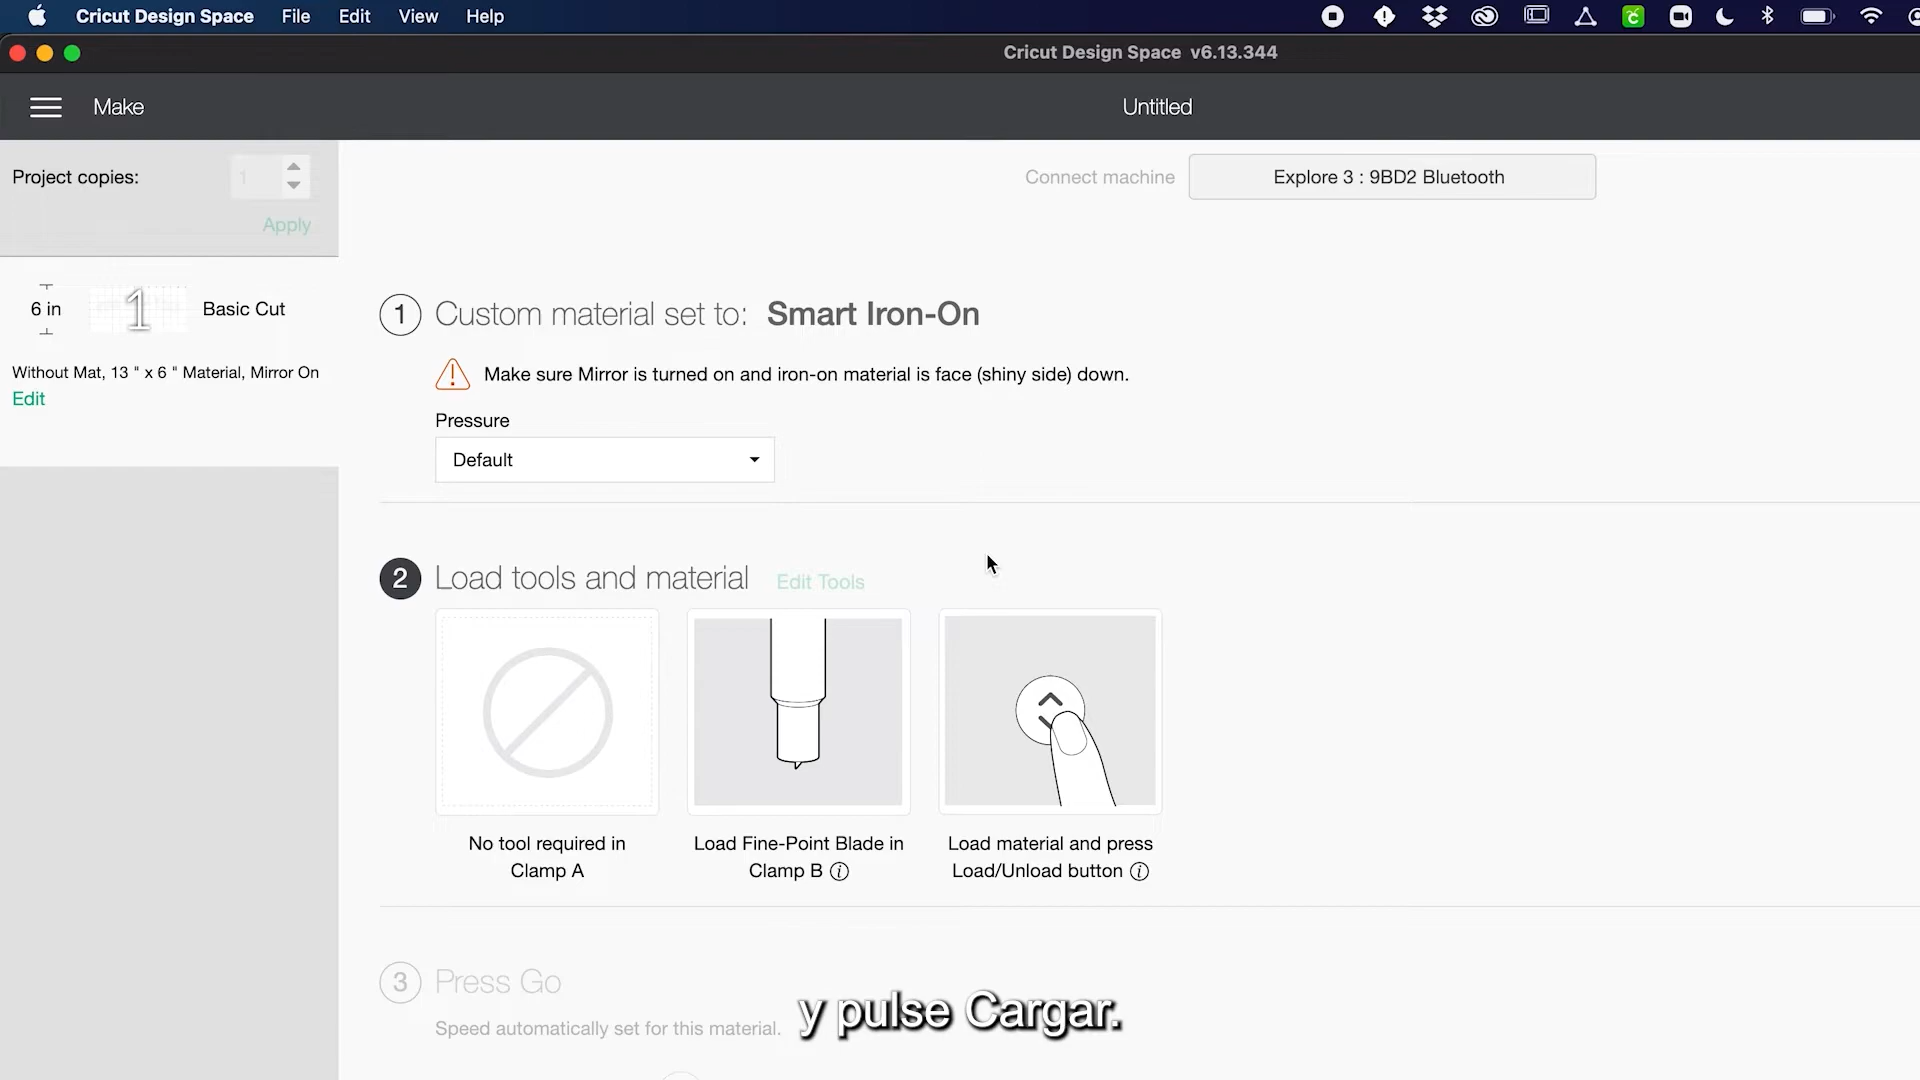 Cricut Design Space File Edit View Help
Cricut Design Space v6.13.344
Make
Untitled
Project copies:
1
Apply
Connect machine
Explore 3 : 9BD2 Bluetooth
6 in
1
Basic Cut
Without Mat, 13 " x 6 " Material, Mirror On
Edit
1 Custom material set to: Smart Iron-On
Make sure Mirror is turned on and iron-on material is face (shiny side) down.
Pressure
Default
2 Load tools and material Edit Tools
No tool required in
Clamp A
Load Fine-Point Blade in
Clamp B
Load material and press
Load/Unload button
3 Press Go
Speed automatically set for this material.
y pulse Cargar.